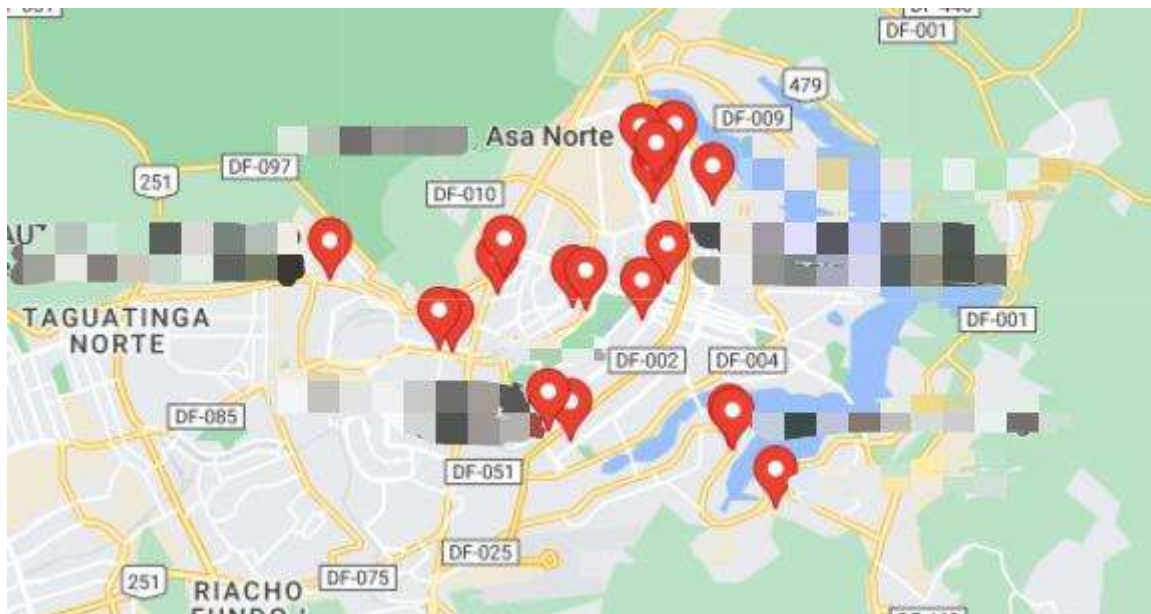 DF-001
479
DF-009
Asa Norte
DF-097
251
DF-010
TAGUATINGA
NORTE
DF-001
DF-002
DF-004
DF-085
DF-051
DF-025
DF-075
251
RIACHO